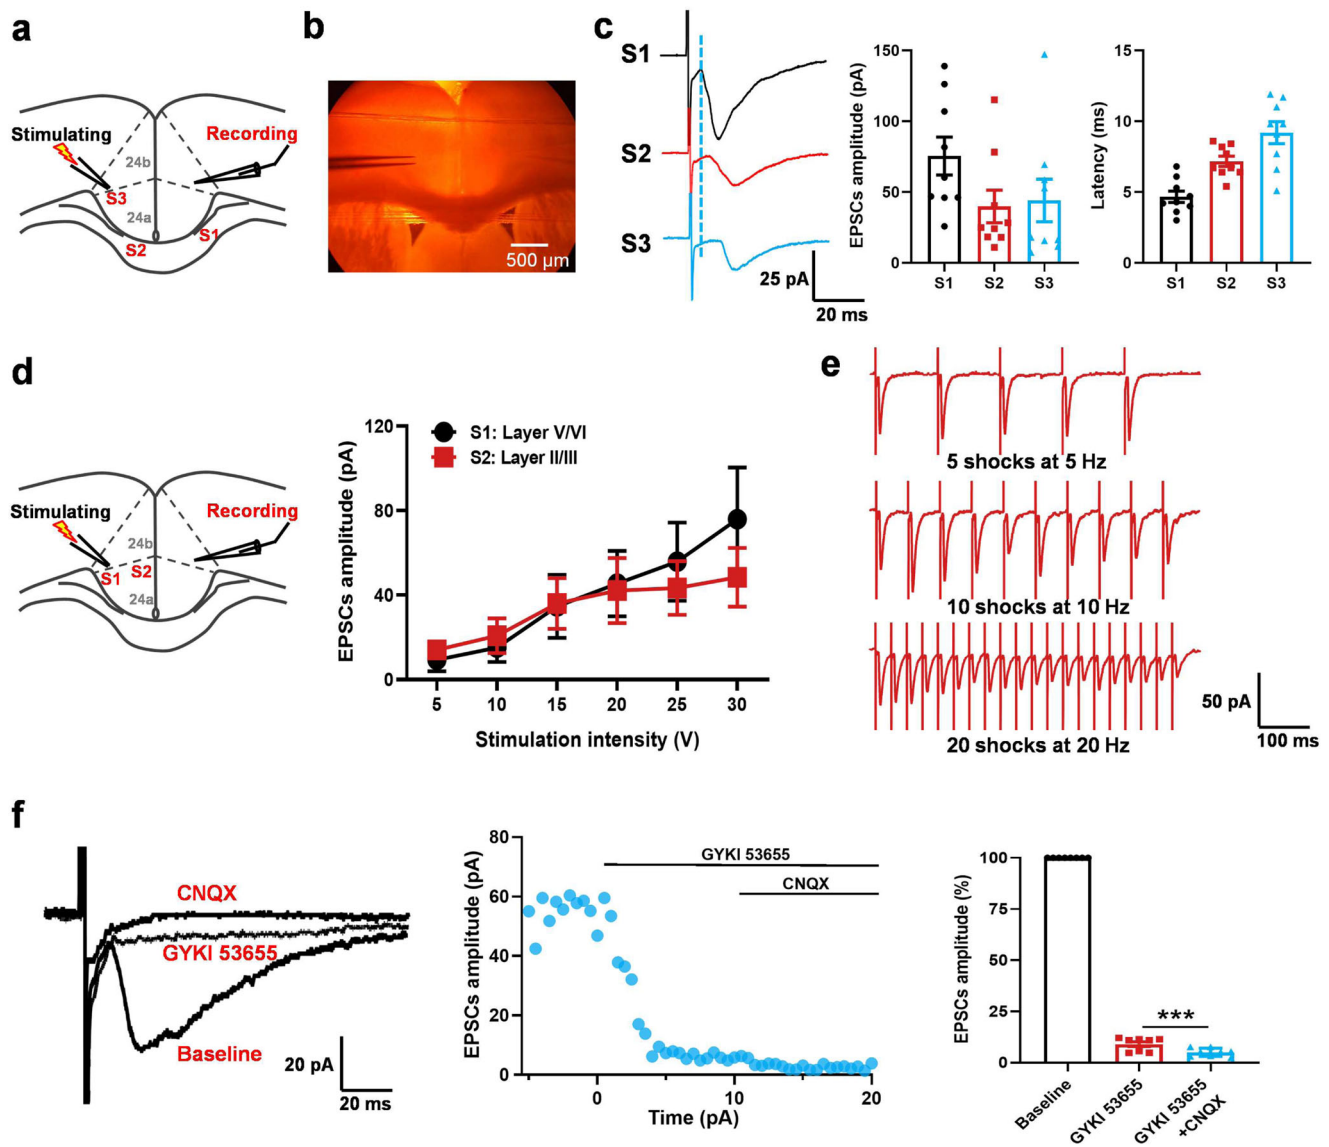 a
Stimulating
Recording
24b
S3
24a
S2
S1
b
500 µm
c
S1
S2
S3
25 pA
20 ms
EPSCs amplitude (pA)
150
100
50
0
S1 S2 S3
Latency (ms)
15
10
5
0
S1 S2 S3
d
Stimulating
Recording
24b
S1 S2
24a
EPSCs amplitude (pA)
120
80
40
0
S1: Layer V/VI
S2: Layer II/III
5 10 15 20 25 30
Stimulation intensity (V)
e
5 shocks at 5 Hz
10 shocks at 10 Hz
20 shocks at 20 Hz
50 pA
100 ms
f
CNQX
GYKI 53655
Baseline
20 pA
20 ms
EPSCs amplitude (pA)
80
60
40
20
0
GYKI 53655
CNQX
0 10 20
Time (pA)
EPSCs amplitude (%)
100
75
50
25
0
***
Baseline
GYKI 53655
GYKI 53655
+CNQX